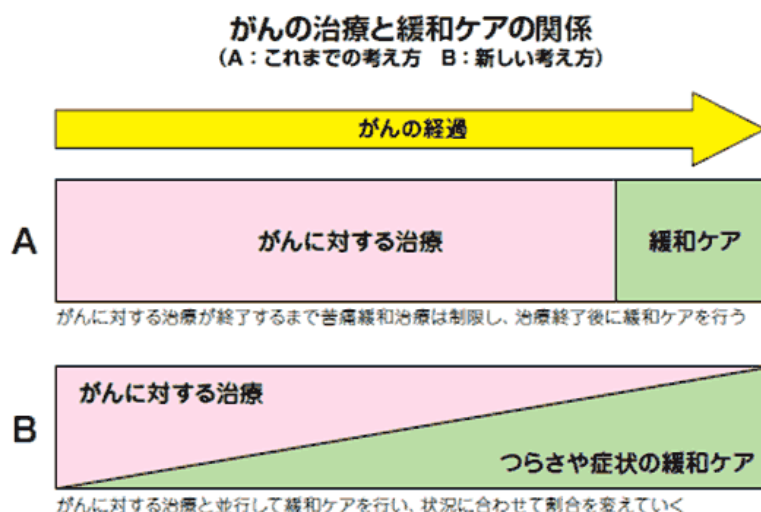 がんの治療と緩和ケアの関係
(A：これまでの考え方　B：新しい考え方)
がんの経過
A
がんに対する治療
緩和ケア
がんに対する治療が終了するまで苦痛緩和治療は制限し、治療終了後に緩和ケアを行う
B
がんに対する治療
つらさや症状の緩和ケア
がんに対する治療と並行して緩和ケアを行い、状況に合わせて割合を変えていく